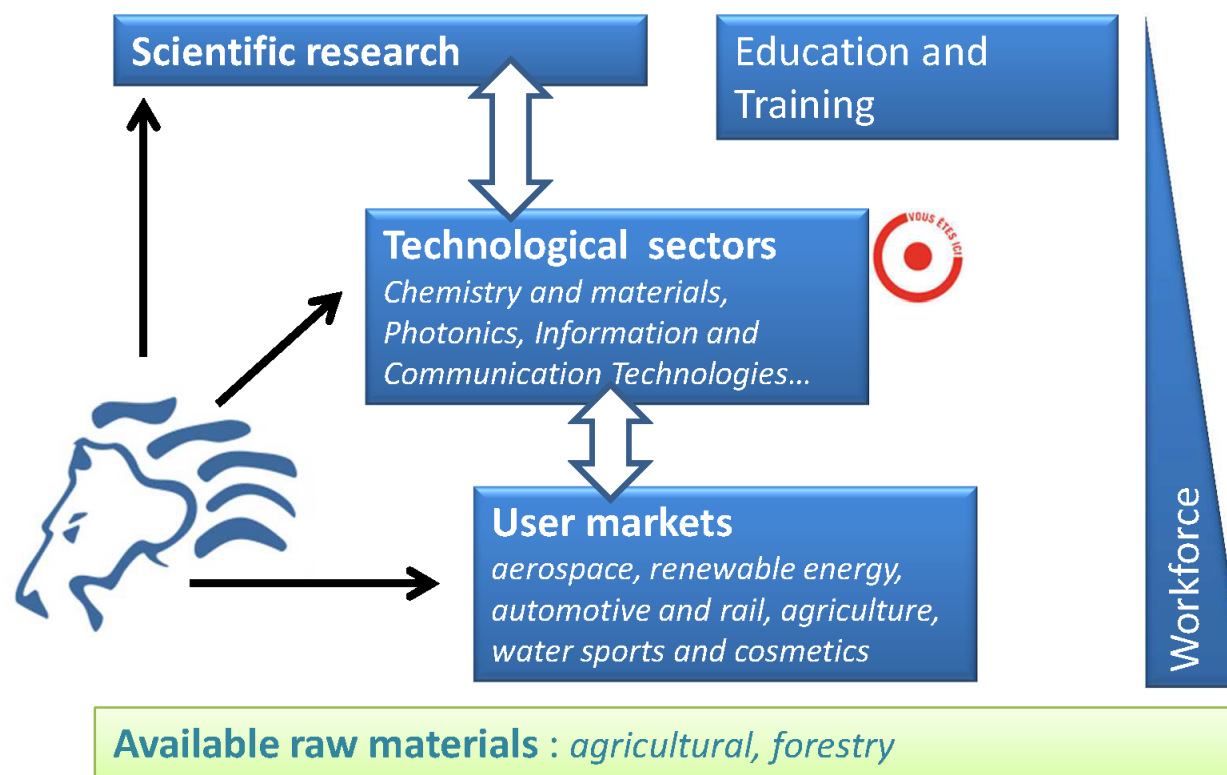 Scientific research
Education and
Training
VOUS ÊTES ICI
Technological sectors
Chemistry and materials,
Photonics, Information and
Communication Technologies…
User markets
aerospace, renewable energy,
automotive and rail, agriculture,
water sports and cosmetics
Workforce
Available raw materials : agricultural, forestry